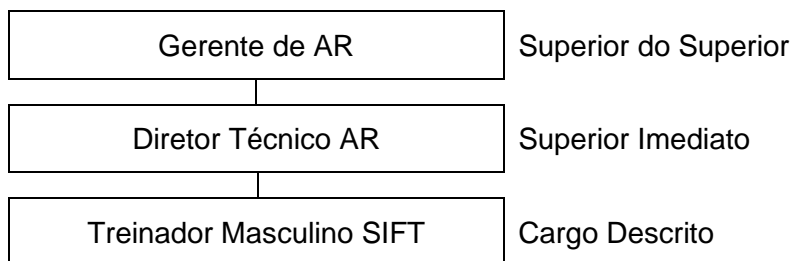 Gerente de AR Superior do Superior
Diretor Técnico AR Superior Imediato
Treinador Masculino SIFT Cargo Descrito